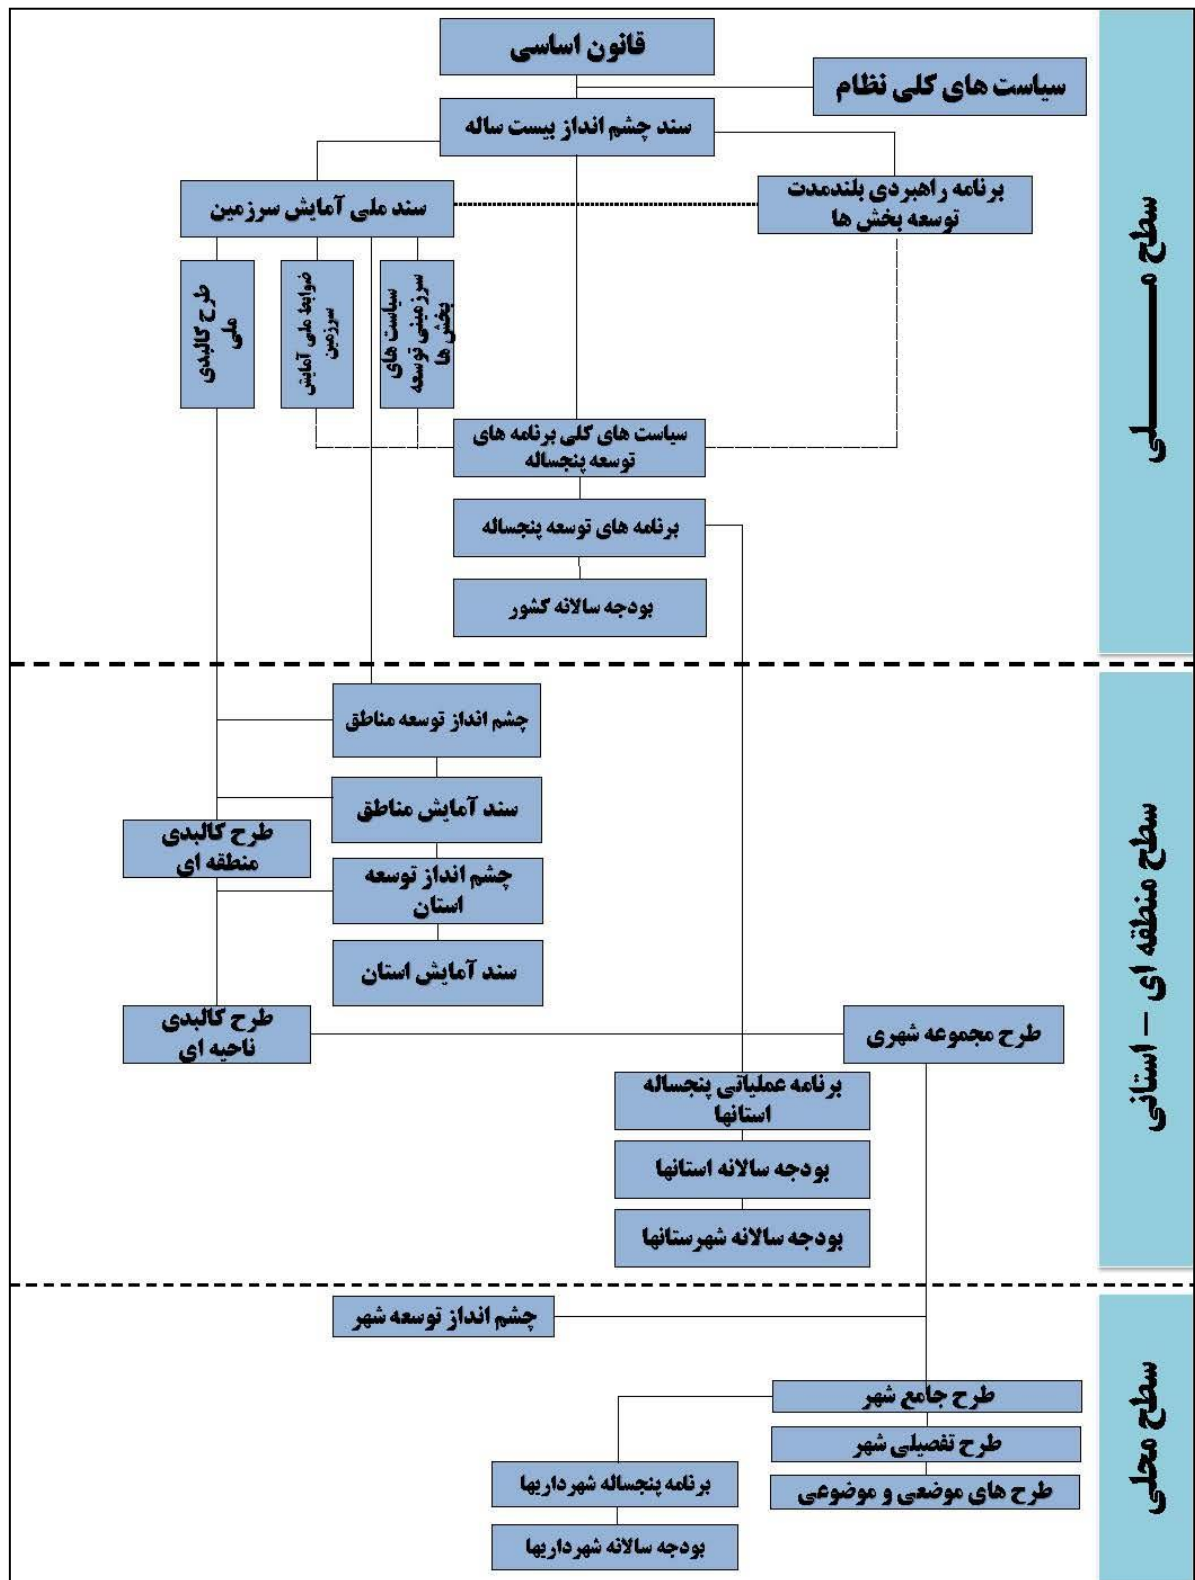 سطح مـــــــلی
قانون اساسی
سیاست های کلی نظام
سند چشم انداز بیست ساله
برنامه راهبردی بلندمدت
توسعه بخش ها
سند ملی آمایش سرزمین
سیاست های
سرزمینی توسعه
بخش ها
ضوابط ملی آمایش
سرزمین
طرح کالبدی
ملی
سیاست های کلی برنامه های
توسعه پنجساله
برنامه های توسعه پنجساله
بودجه سالانه کشور
سطح منطقه ای – استانی
چشم انداز توسعه مناطق
سند آمایش مناطق
طرح کالبدی
منطقه ای
چشم انداز توسعه
استان
سند آمایش استان
طرح مجموعه شهری
طرح کالبدی
ناحیه ای
برنامه عملیاتی پنجساله
استانها
بودجه سالانه استانها
بودجه سالانه شهرستانها
سطح محلی
چشم انداز توسعه شهر
طرح جامع شهر
طرح تفصیلی شهر
طرح های موضعی و موضوعی
برنامه پنجساله شهرداریها
بودجه سالانه شهرداریها